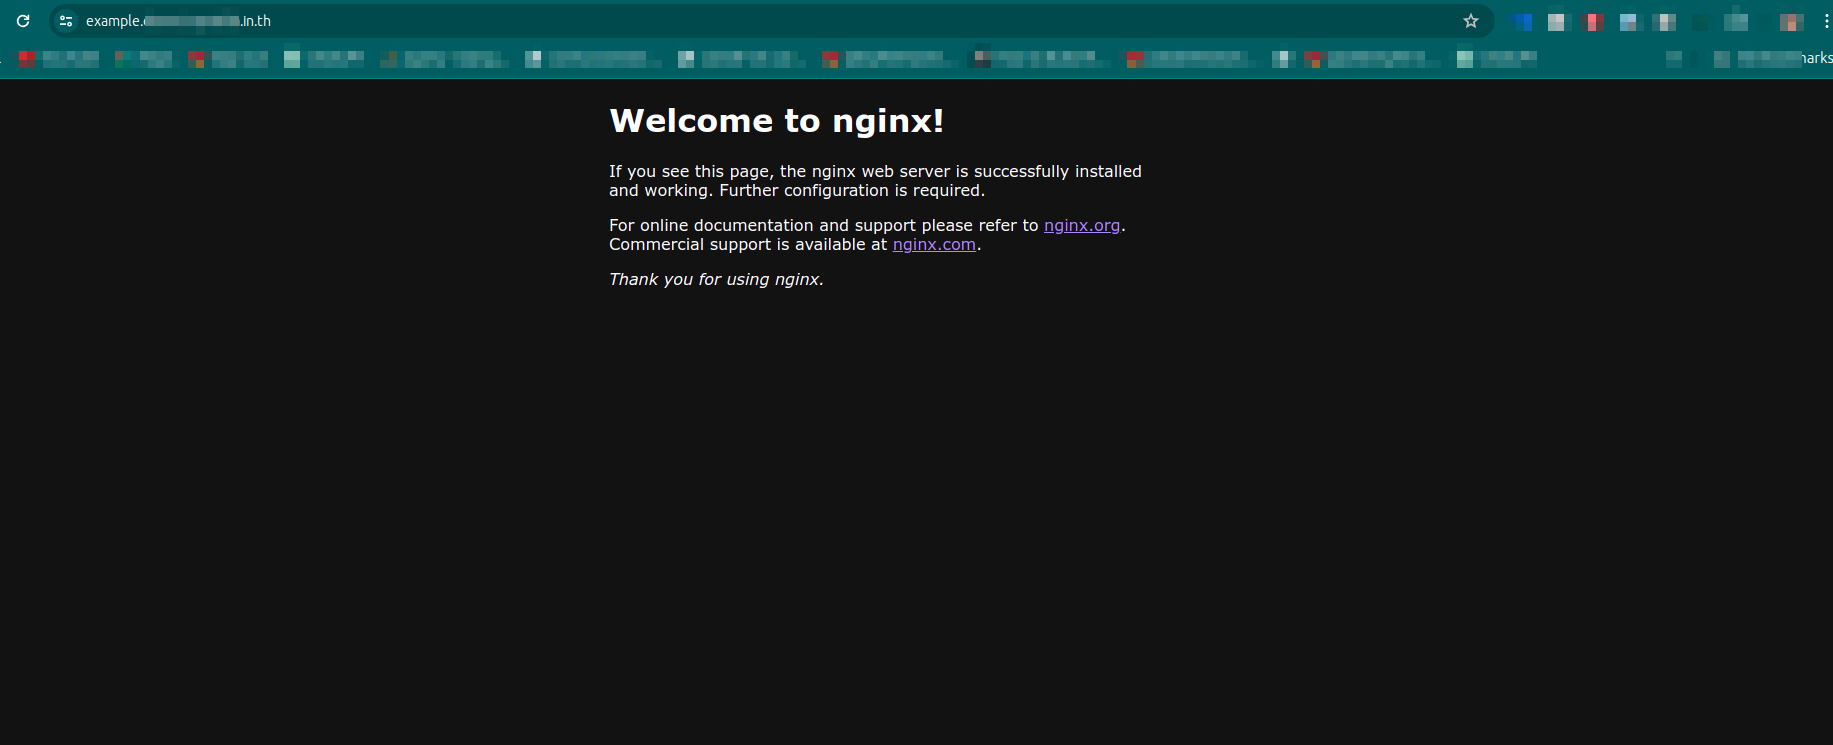 example.
.in.th
arks
Welcome to nginx!
If you see this page, the nginx web server is successfully installed
and working. Further configuration is required.
For online documentation and support please refer to nginx.org.
Commercial support is available at nginx.com.
Thank you for using nginx.